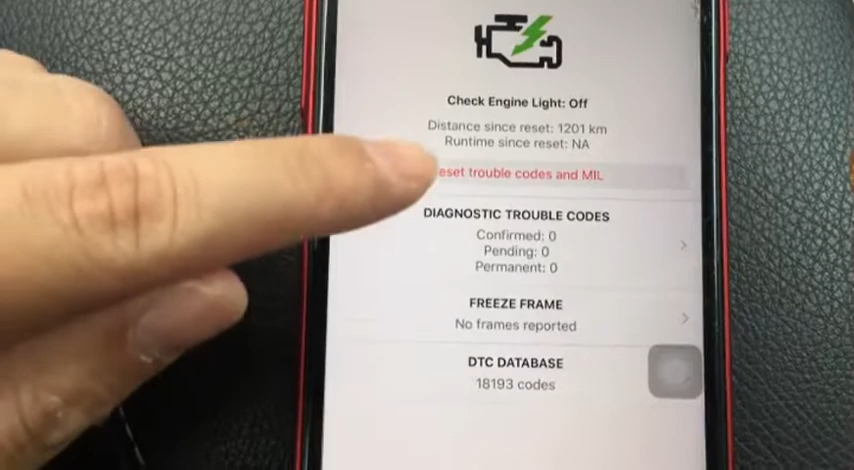 Check Engine Light: Off
Distance since reset: 1201 km
Runtime since reset: NA
eset trouble codes and MIL
DIAGNOSTIC TROUBLE CODES
Confirmed: 0
Pending: 0
Permanent: 0
FREEZE FRAME
No frames reported
DTC DATABASE
18193 codes